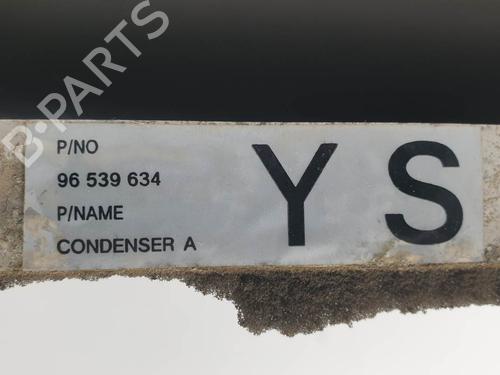 P/NO
96 539 634
P/NAME
CONDENSER A
YS
B-PARTS